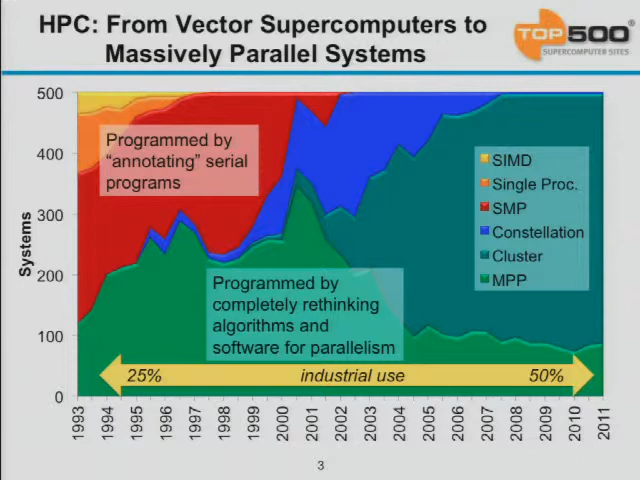 HPC: From Vector Supercomputers to
Massively Parallel Systems
TOP500
SUPERCOMPUTER SITES
500
400
300
200
100
0
Systems
Programmed by
“annotating” serial
programs
SIMD
Single Proc.
SMP
Constellation
Cluster
MPP
Programmed by
completely rethinking
algorithms and
software for parallelism
25% industrial use 50%
1993 1994 1995 1996 1997 1998 1999 2000 2001 2002 2003 2004 2005 2006 2007 2008 2009 2010 2011
3